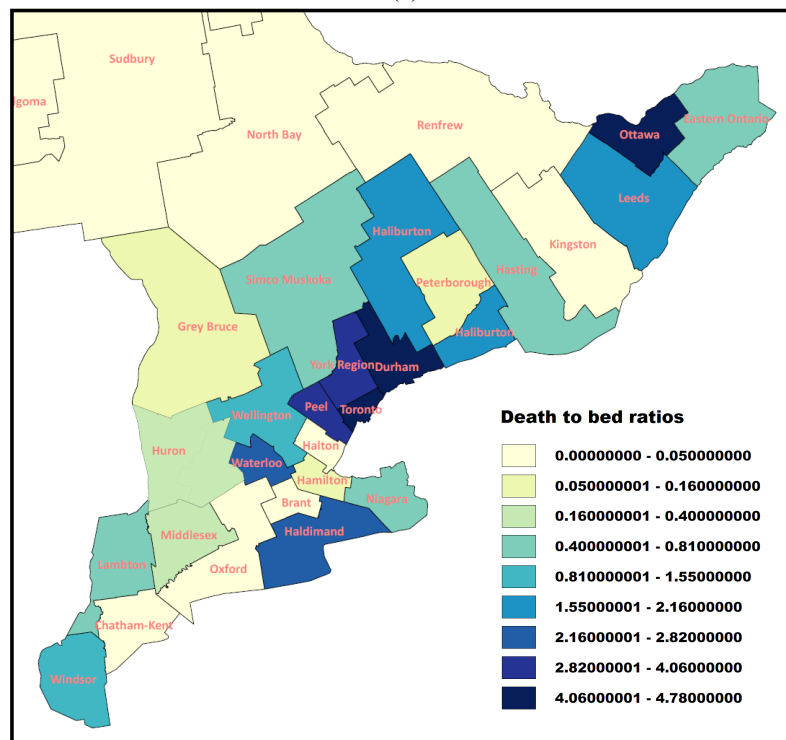 Sudbury
lgoma
North Bay
Renfrew
Ottawa
Eastern Ontario
Leeds
Haliburton
Kingston
Hasting
Simco Muskoka
Peterborough
Grey Bruce
Haliburton
York Region
Durham
Peel
Toronto
Wellington
Halton
Huron
Waterloo
Hamilton
Niagara
Brant
Haldimand
Middlesex
Lambton
Oxford
Chatham-Kent
Windsor
Death to bed ratios
0.00000000 - 0.050000000
0.050000001 - 0.160000000
0.160000001 - 0.400000000
0.400000001 - 0.810000000
0.810000001 - 1.55000000
1.55000001 - 2.16000000
2.16000001 - 2.82000000
2.82000001 - 4.06000000
4.06000001 - 4.78000000